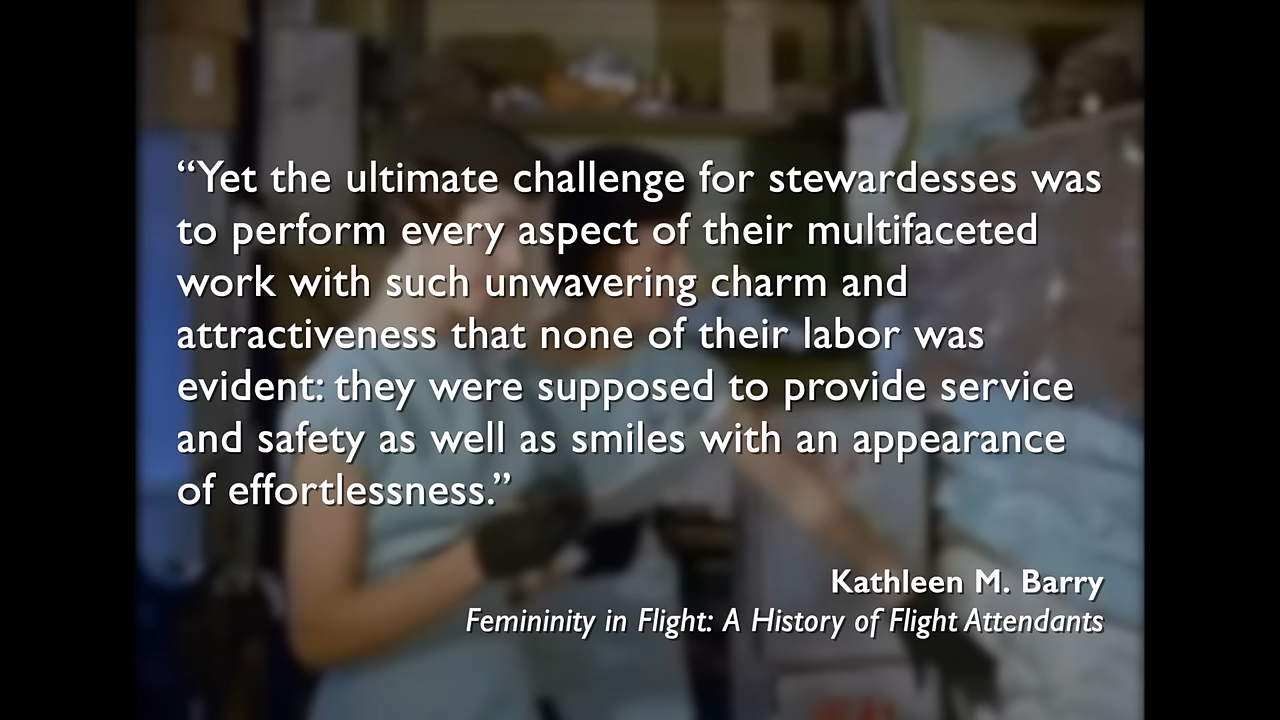 “Yet the ultimate challenge for stewardesses was
to perform every aspect of their multifaceted
work with such unwavering charm and
attractiveness that none of their labor was
evident: they were supposed to provide service
and safety as well as smiles with an appearance
of effortlessness.”
Kathleen M. Barry
Femininity in Flight: A History of Flight Attendants